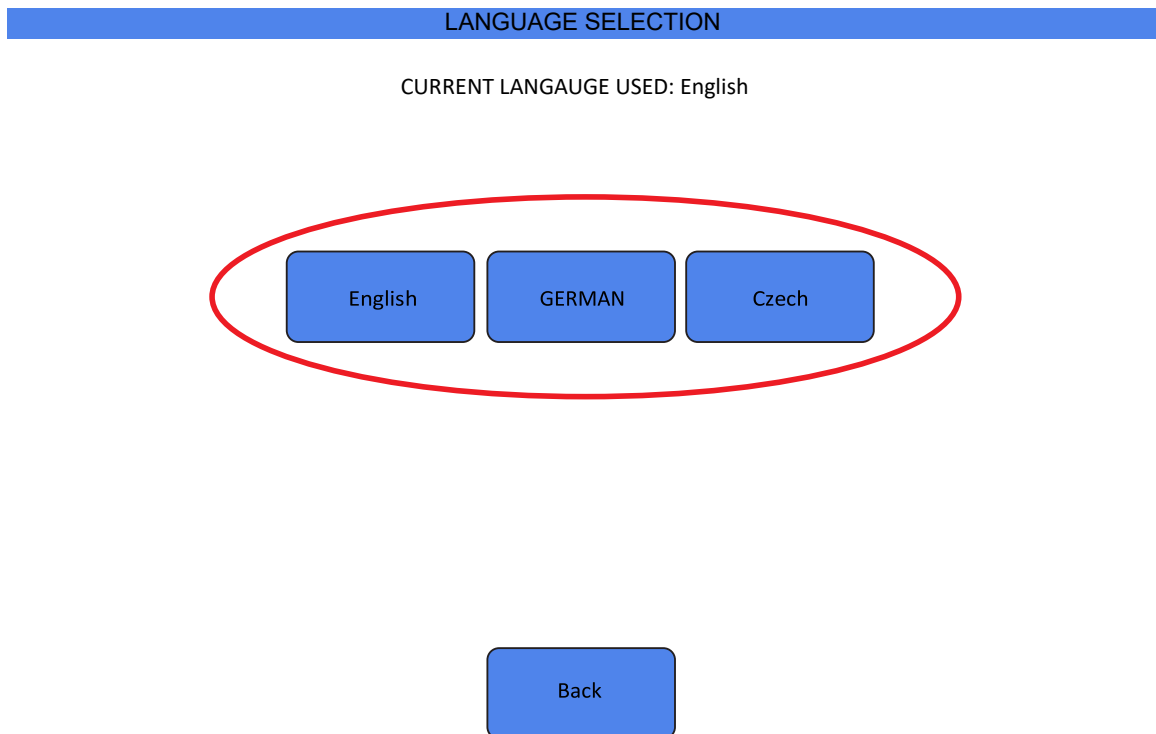 LANGUAGE SELECTION
CURRENT LANGAUGE USED: English
English
GERMAN
Czech
Back